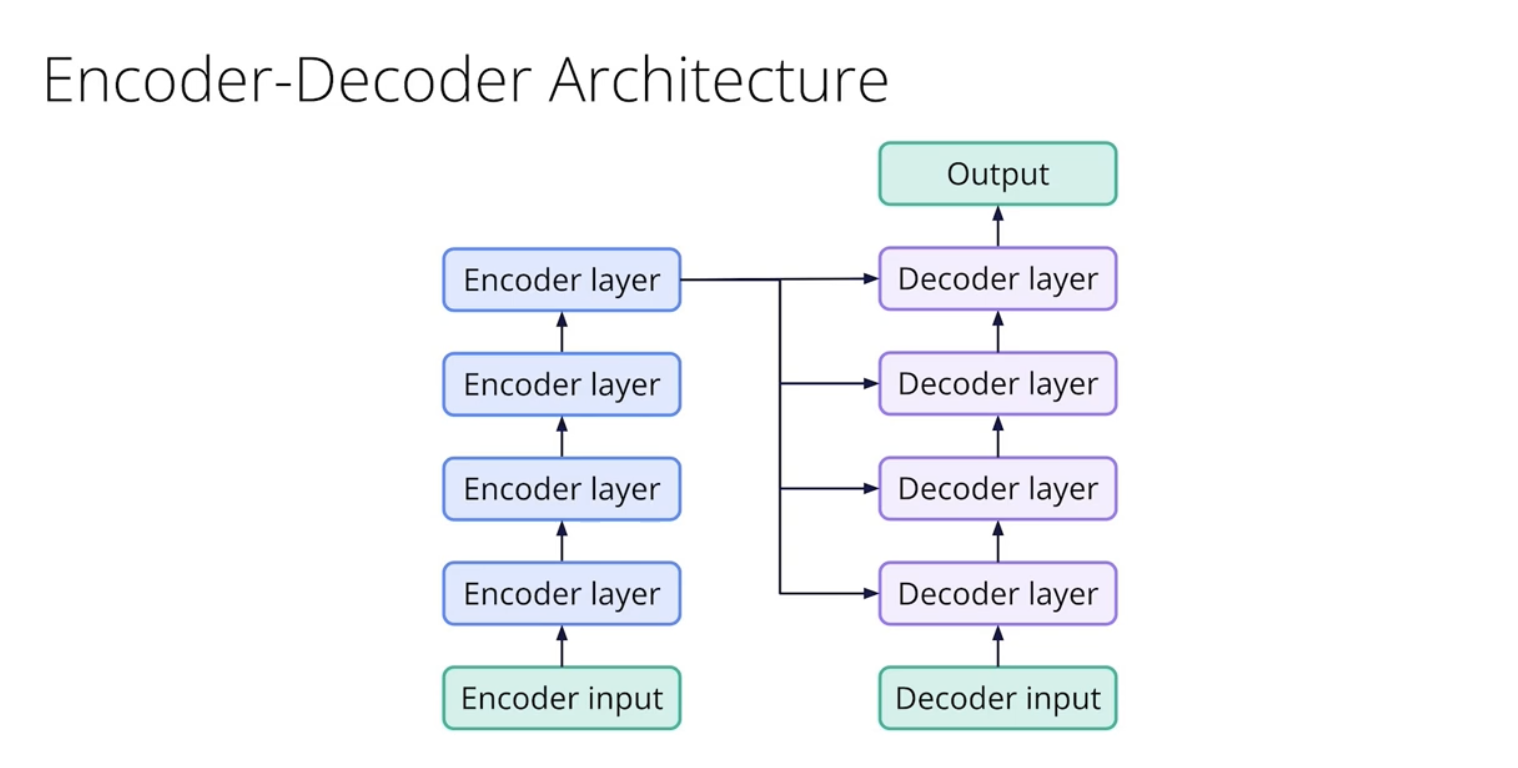 Encoder-Decoder Architecture
Output
Encoder layer
Decoder layer
Encoder layer
Decoder layer
Encoder layer
Decoder layer
Encoder layer
Decoder layer
Encoder input
Decoder input